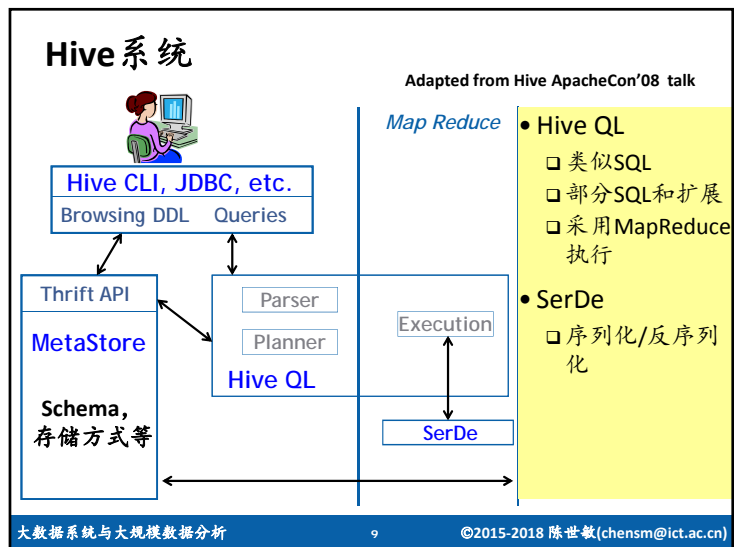 Hive系统
Adapted from Hive ApacheCon’08 talk
Hive CLI, JDBC, etc.
Browsing DDL Queries
Thrift API
MetaStore
Schema,
存储方式等
Parser
Planner
Hive QL
Map Reduce
Execution
SerDe
• Hive QL
❑ 类似SQL
❑ 部分SQL和扩展
❑ 采用MapReduce
执行
• SerDe
❑ 序列化/反序列
化
大数据系统与大规模数据分析
9
©2015-2018 陈世敏(chensm@ict.ac.cn)